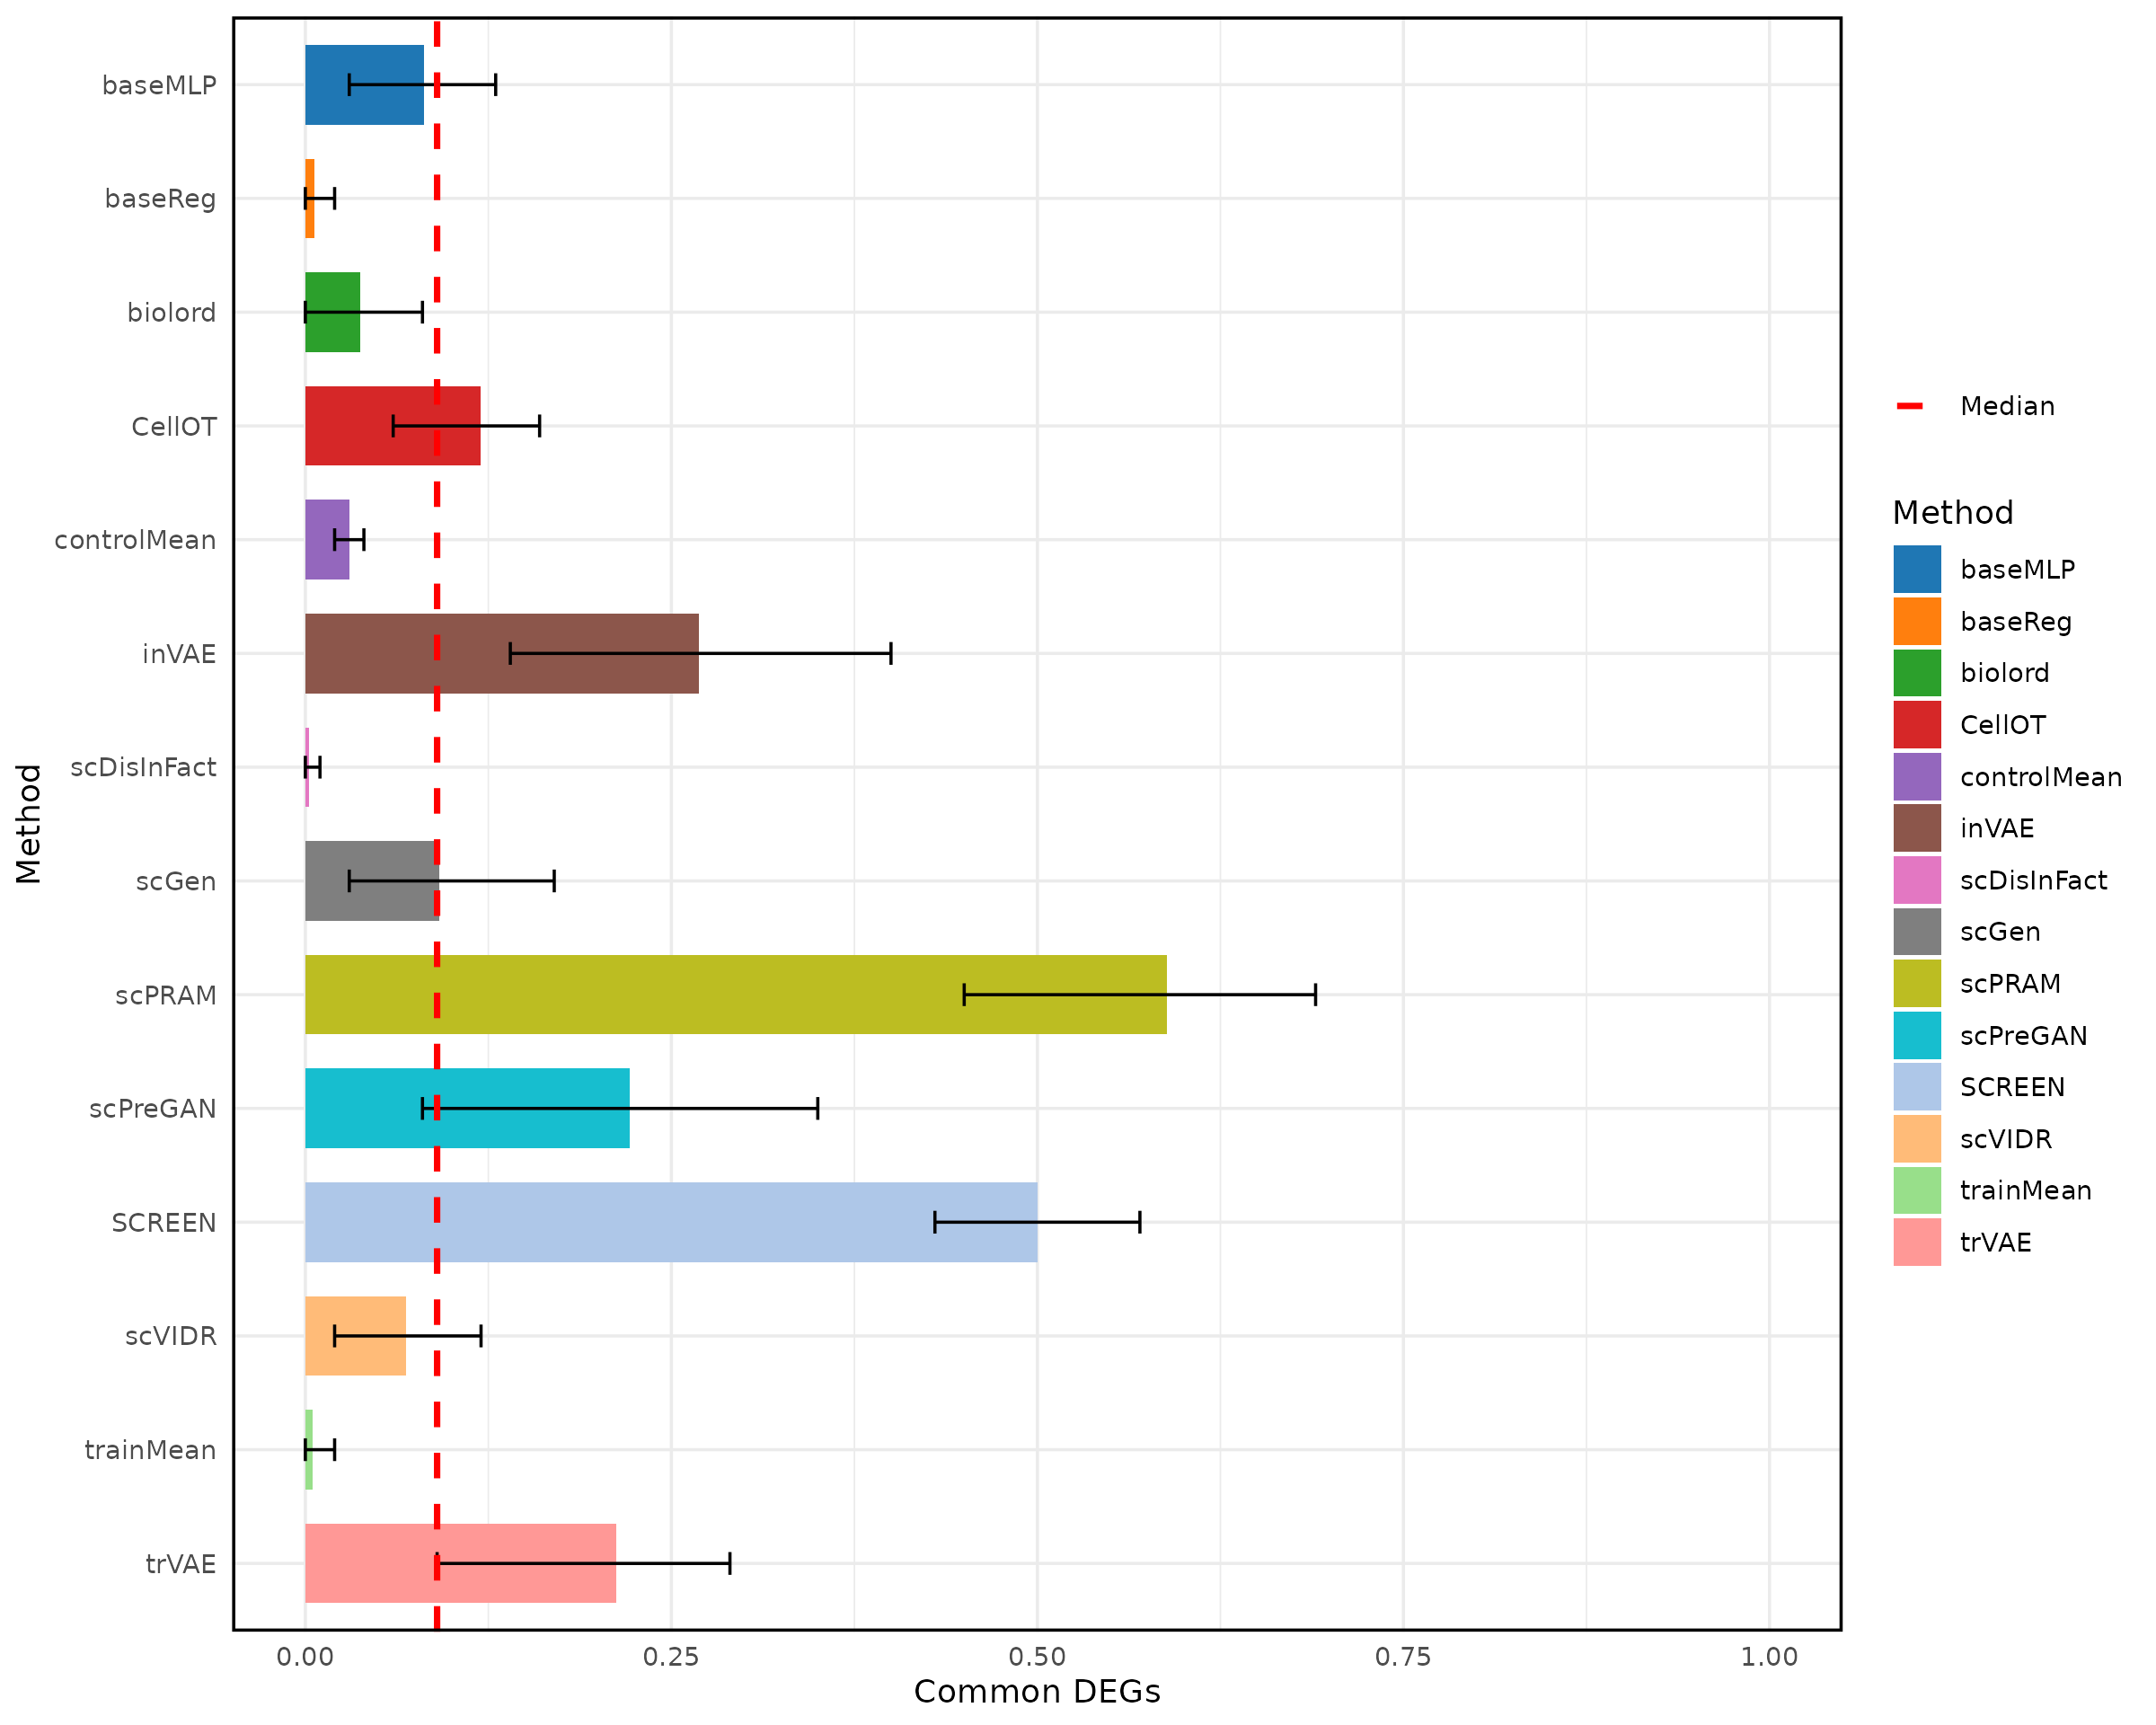 Method
baseMLP
baseReg
biolord
CellOT
controlMean
inVAE
scDisInFact
scGen
scPRAM
scPreGAN
SCREEN
scVIDR
trainMean
trVAE
0.00 0.25 0.50 0.75 1.00
Common DEGs
Median
Method
baseMLP
baseReg
biolord
CellOT
controlMean
inVAE
scDisInFact
scGen
scPRAM
scPreGAN
SCREEN
scVIDR
trainMean
trVAE